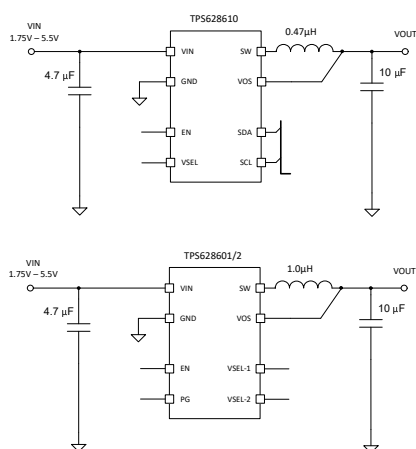 TPS628610
VIN
1.75V – 5.5V
VIN
SW
0.47µH
VOUT
4.7 µF
GND
VOS
10 µF
EN
SDA
VSEL
SCL
TPS628601/2
VIN
1.75V – 5.5V
VIN
SW
1.0µH
VOUT
4.7 µF
GND
VOS
10 µF
EN
VSEL-1
PG
VSEL-2